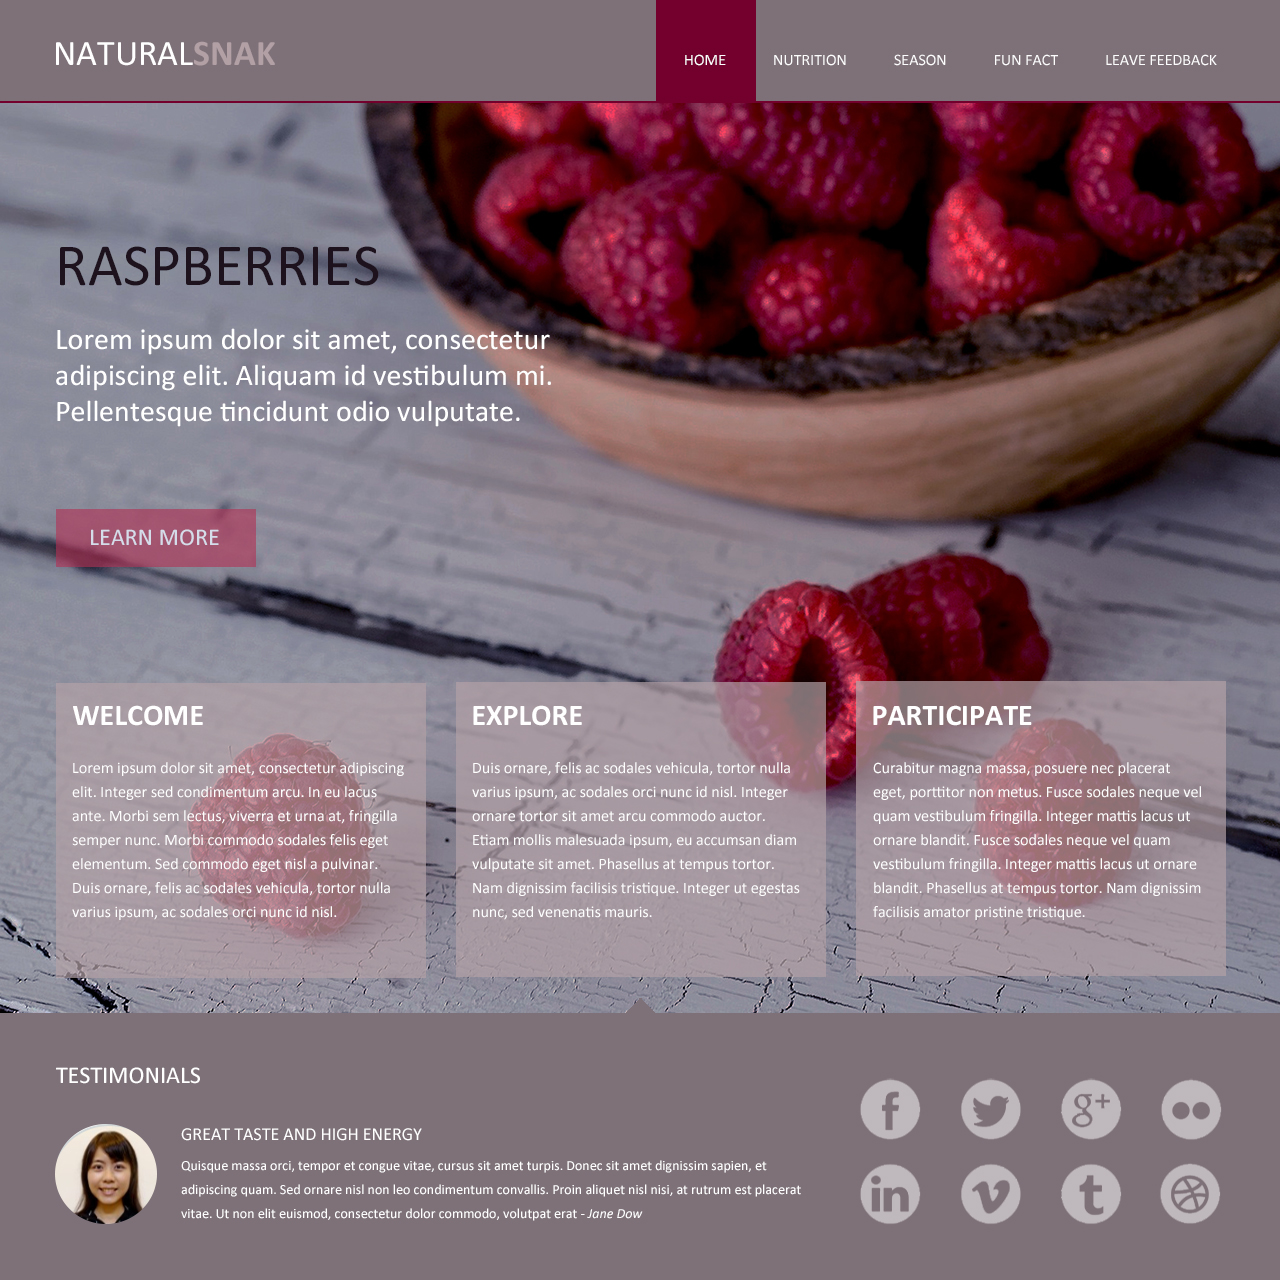 NATURALSNAK
HOME NUTRITION SEASON FUN FACT LEAVE FEEDBACK
RASPBERRIES
Lorem ipsum dolor sit amet, consectetur
adipiscing elit. Aliquam id vestibulum mi.
Pellentesque tincidunt odio vulputate.
LEARN MORE
WELCOME
Lorem ipsum dolor sit amet, consectetur adipiscing
elit. Integer sed condimentum arcu. In eu lacus
ante. Morbi sem lectus, viverra et urna at, fringilla
semper nunc. Morbi commodo sodales felis eget
elementum. Sed commodo eget nisl a pulvinar.
Duis ornare, felis ac sodales vehicula, tortor nulla
varius ipsum, ac sodales orci nunc id nisl.
EXPLORE
Duis ornare, felis ac sodales vehicula, tortor nulla
varius ipsum, ac sodales orci nunc id nisl. Integer
ornare tortor sit amet arcu commodo auctor.
Etiam mollis malesuada ipsum, eu accumsan diam
vulputate sit amet. Phasellus at tempus tortor.
Nam dignissim facilisis tristique. Integer ut egestas
nunc, sed venenatis mauris.
PARTICIPATE
Curabitur magna massa, posuere nec placerat
eget, porttitor non metus. Fusce sodales neque vel
quam vestibulum fringilla. Integer mattis lacus ut
ornare blandit. Fusce sodales neque vel quam
vestibulum fringilla. Integer mattis lacus ut ornare
blandit. Phasellus at tempus tortor. Nam dignissim
facilisis amator pristine tristique.
TESTIMONIALS
GREAT TASTE AND HIGH ENERGY
Quisque massa orci, tempor et congue vitae, cursus sit amet turpis. Donec sit amet dignissim sapien, et
adipiscing quam. Sed ornare nisl non leo condimentum convallis. Proin aliquet nisl nisi, at rutrum est placerat
vitae. Ut non elit euismod, consectetur dolor commodo, volutpat erat - Jane Dow
f g+
in t